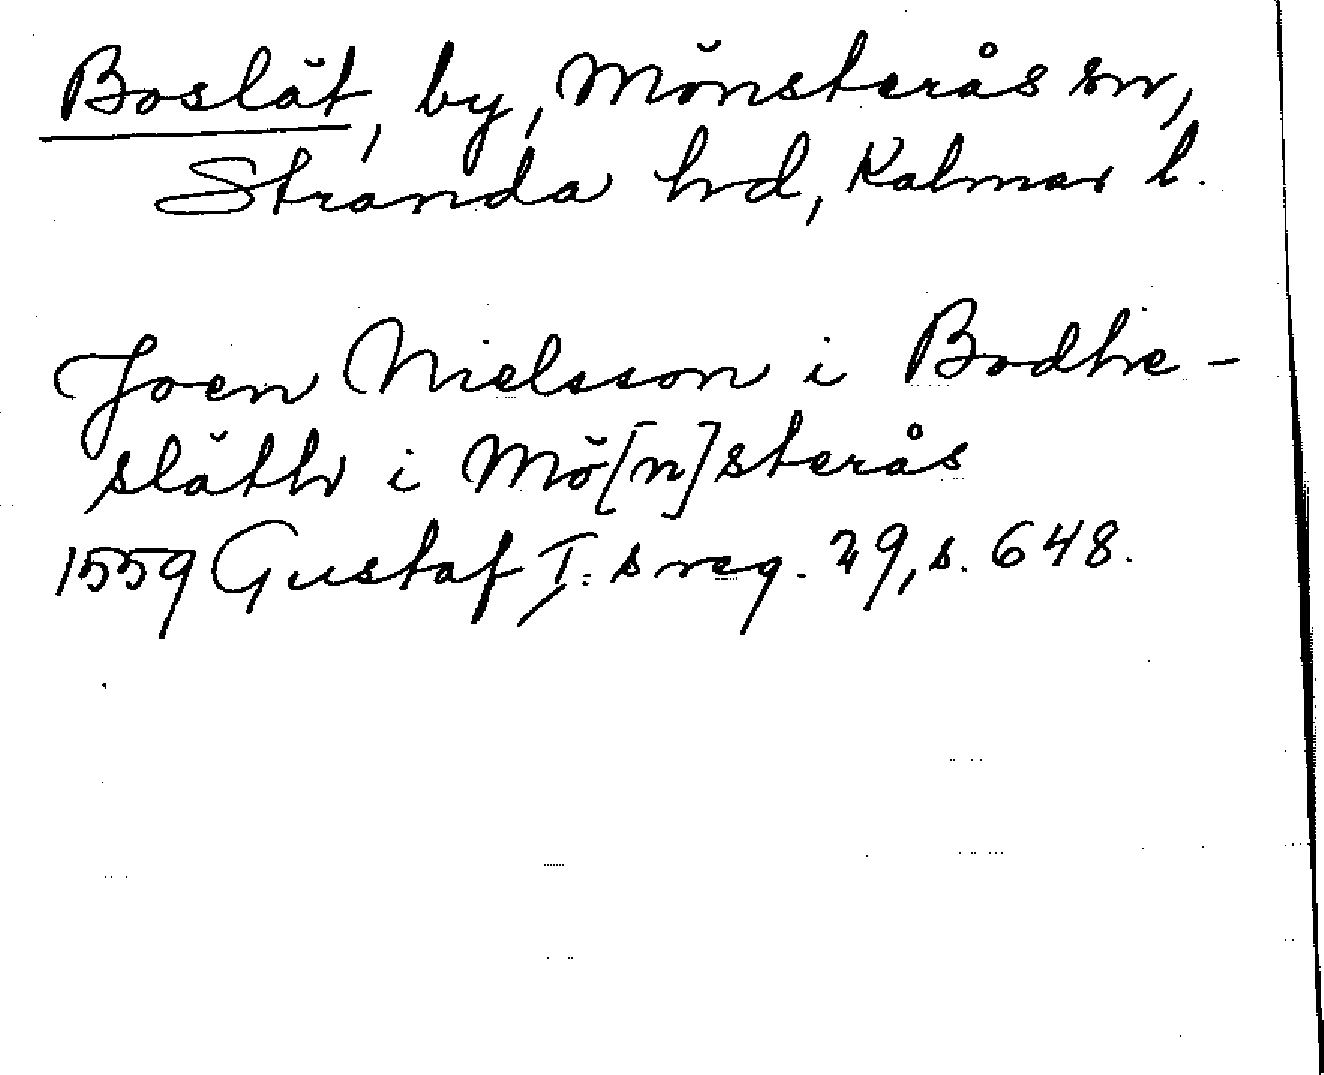 Boslät, by, Mönsterås sn,
Stranda hd, Kalmar l.
Joen Nielsson i Bodhe-
släth i Mö[n]sterås
1559 Gustaf I:s reg. 29, s. 648.